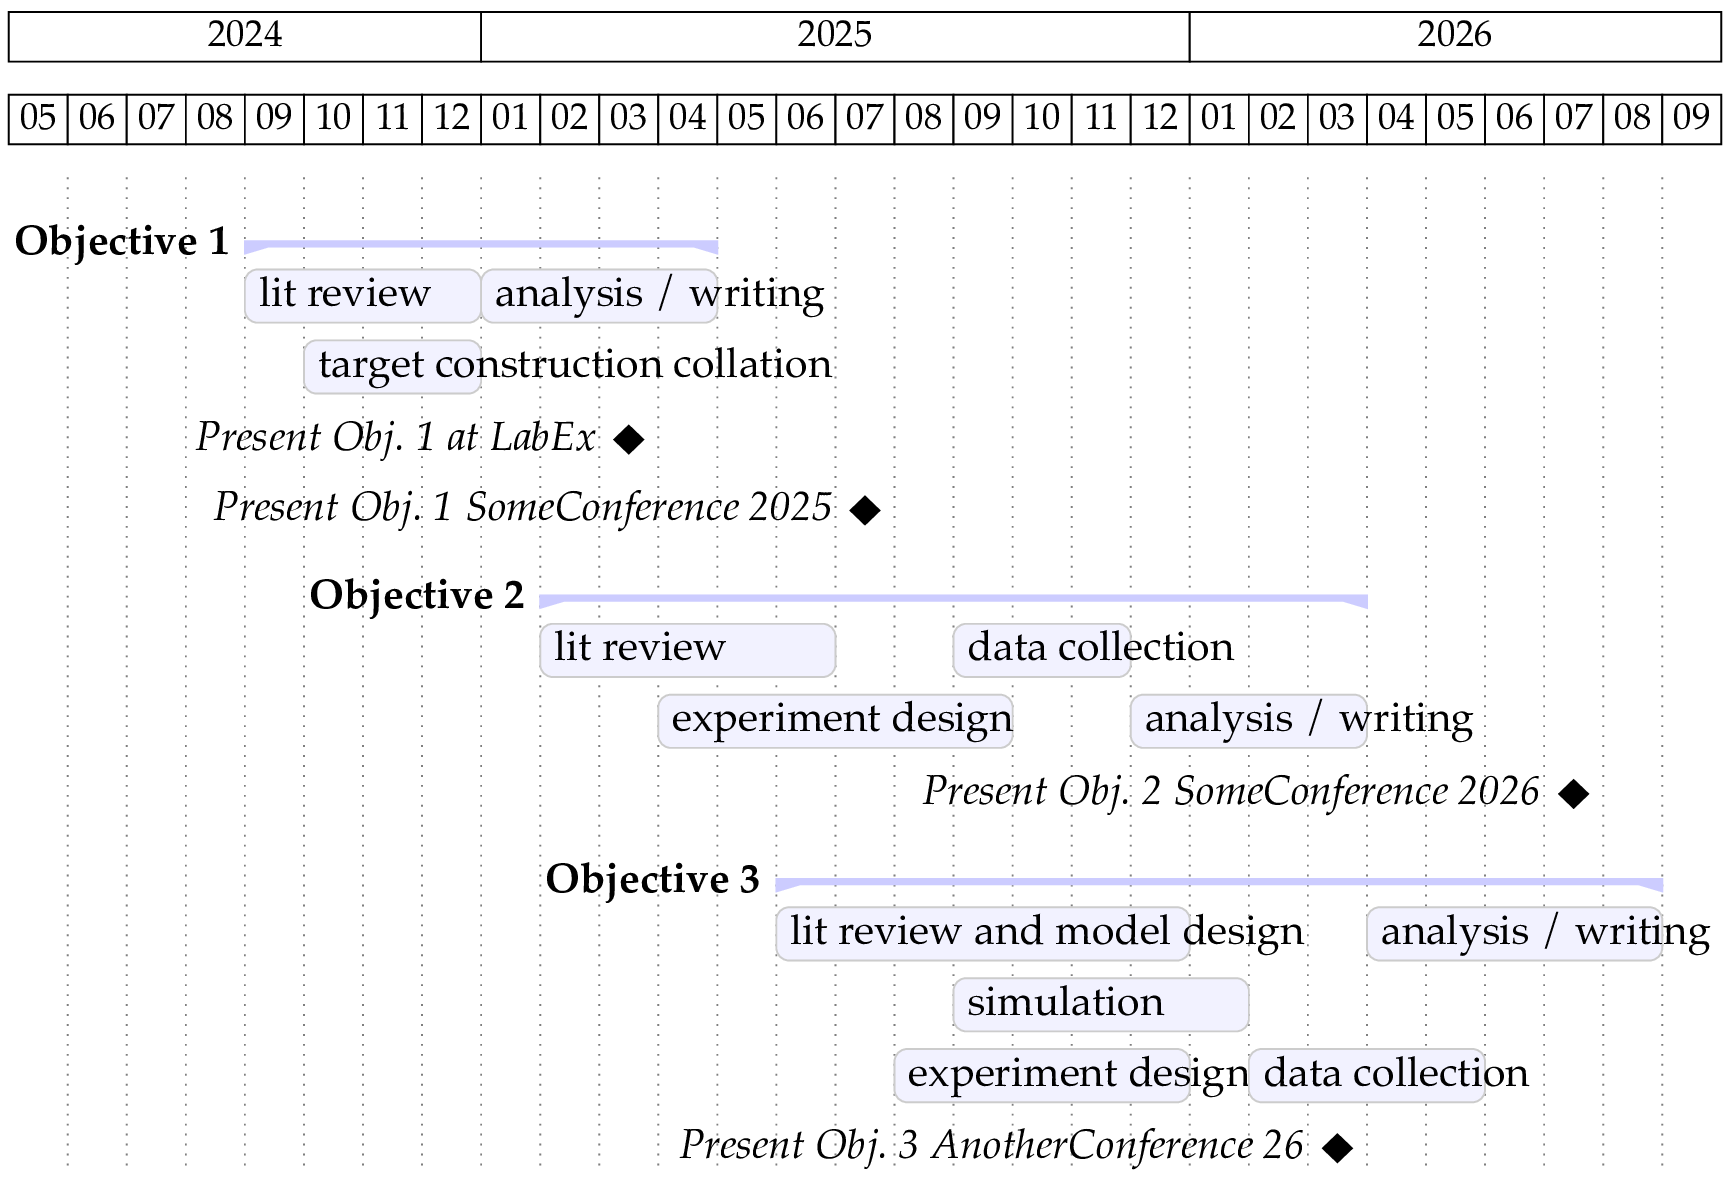 2024 2025 2026
05 06 07 08 09 10 11 12 01 02 03 04 05 06 07 08 09 10 11 12 01 02 03 04 05 06 07 08 09
Objective 1
lit review analysis / writing
target construction collation
Present Obj. 1 at LabEx
Present Obj. 1 SomeConference 2025
Objective 2
lit review data collection
experiment design analysis / writing
Present Obj. 2 SomeConference 2026
Objective 3
lit review and model design analysis / writing
simulation
experiment design data collection
Present Obj. 3 AnotherConference 26